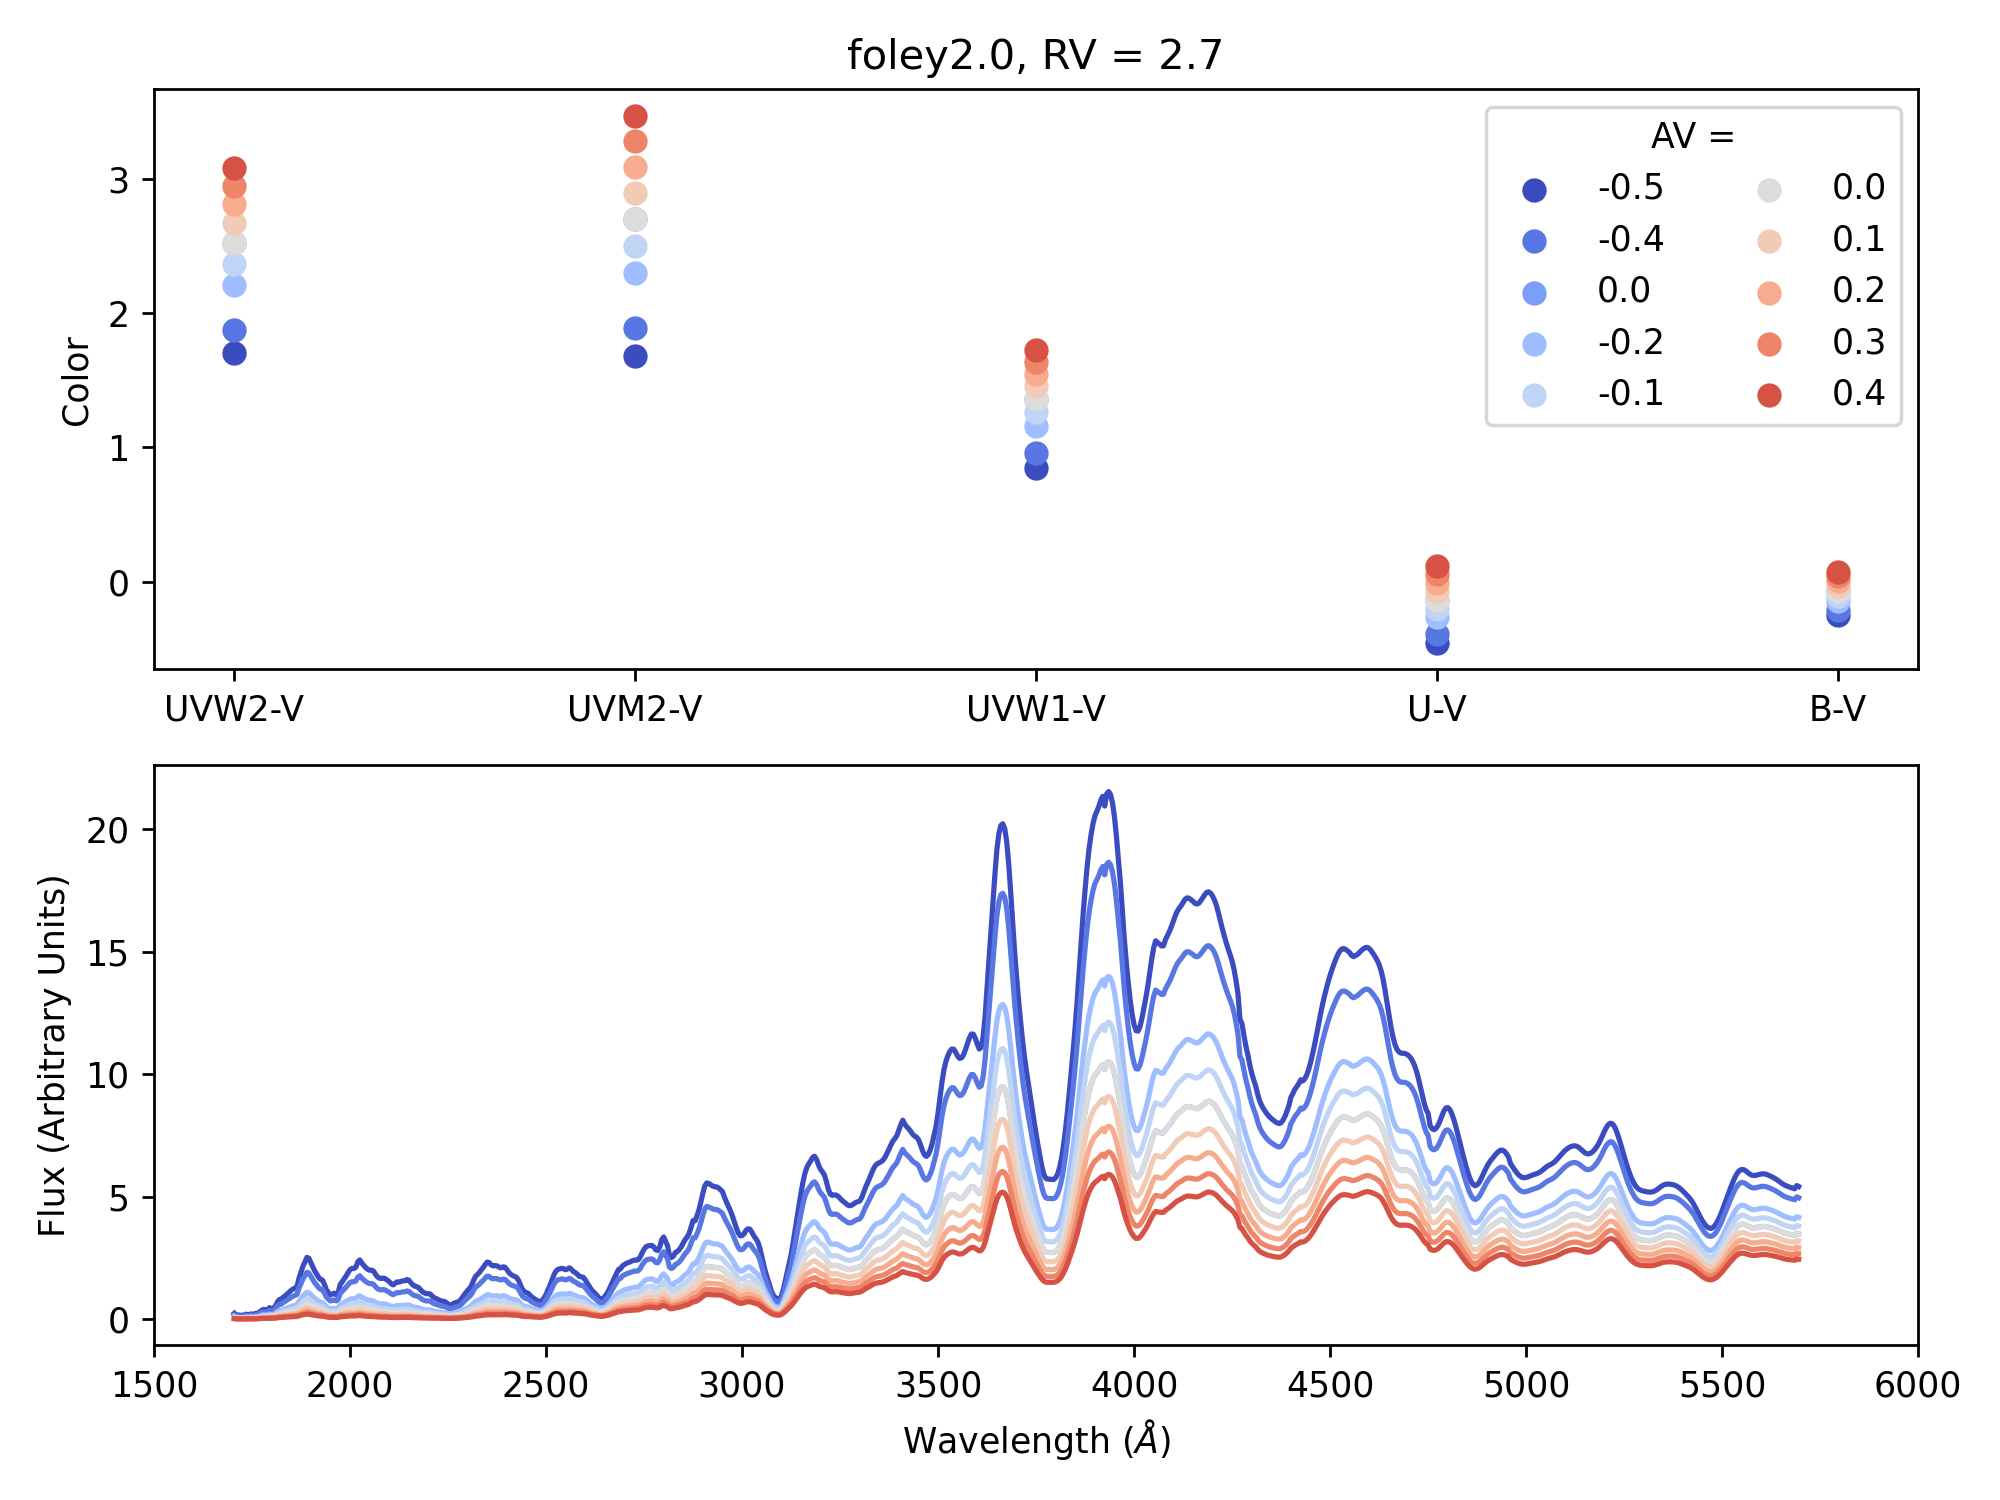 foley2.0, RV = 2.7
Color
3
2
1
0
AV =
-0.5
-0.4
0.0
-0.2
-0.1
0.0
0.1
0.2
0.3
0.4
UVW2-V UVM2-V UVW1-V U-V B-V
Flux (Arbitrary Units)
20
15
10
5
0
1500 2000 2500 3000 3500 4000 4500 5000 5500 6000
Wavelength (Å)